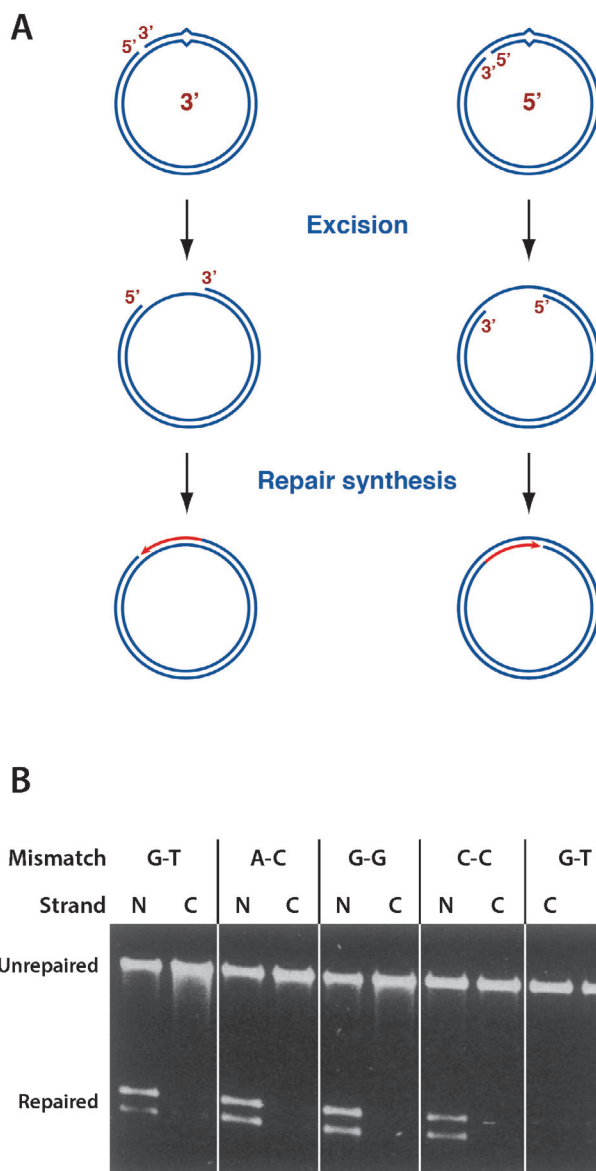 A
5’ 3’
3’ 5’
3’
5’
Excision
5’ 3’
5’ 3’
Repair synthesis
B
Mismatch G-T A-C G-G C-C G-T
Strand N C N C N C N C C
Unrepaired
Repaired